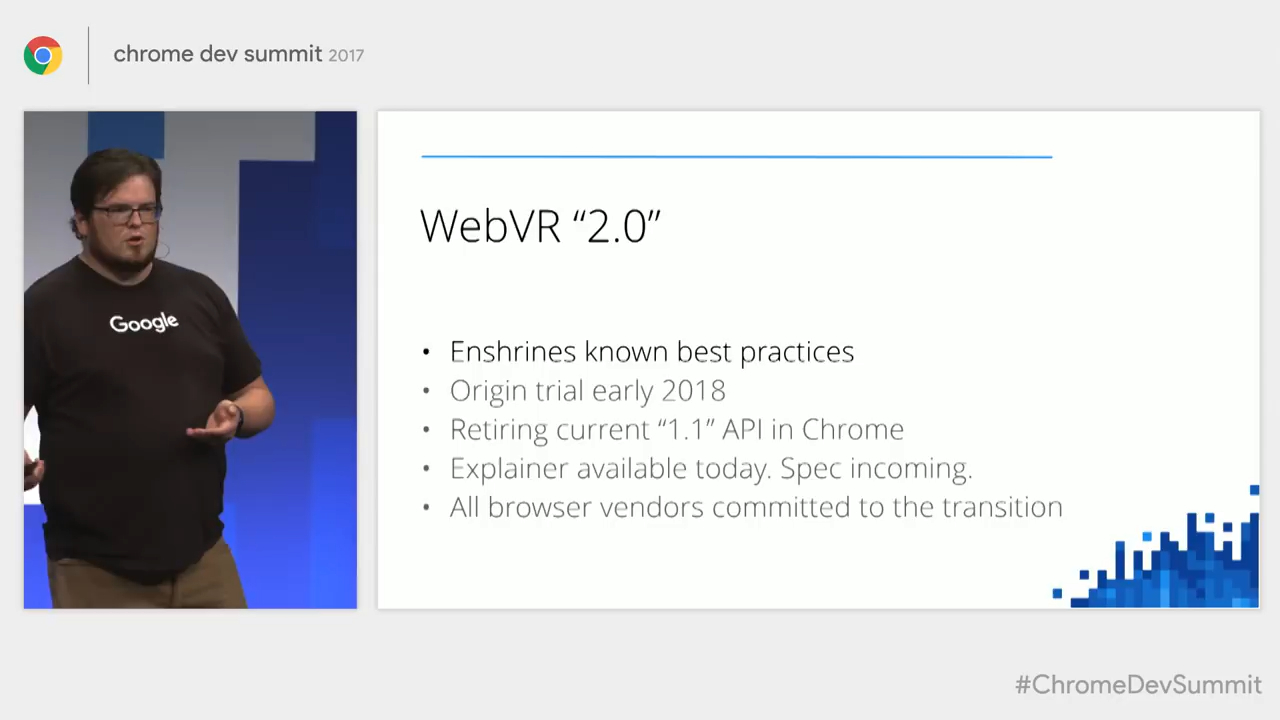 chrome dev summit 2017
Google
WebVR “2.0”
• Enshrines known best practices
• Origin trial early 2018
• Retiring current “1.1” API in Chrome
• Explainer available today. Spec incoming.
• All browser vendors committed to the transition
#ChromeDevSummit